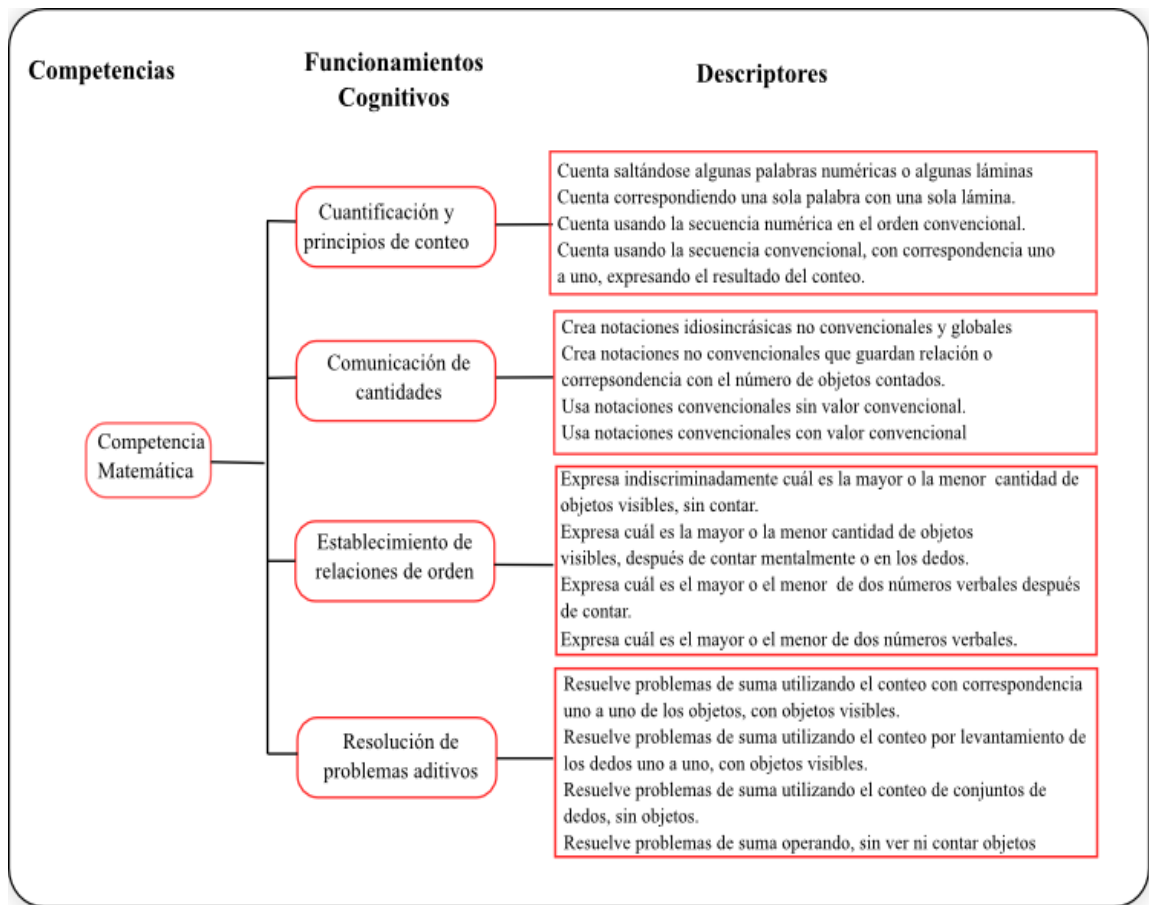 Competencias
Funcionamientos
Cognitivos
Descriptores
Competencia
Matemática
Cuantificación y
principios de conteo
Cuenta saltándose algunas palabras numéricas o algunas láminas
Cuenta correspondiendo una sola palabra con una sola lámina.
Cuenta usando la secuencia numérica en el orden convencional.
Cuenta usando la secuencia convencional, con correspondencia uno
a uno, expresando el resultado del conteo.
Comunicación de
cantidades
Crea notaciones idiosincrásicas no convencionales y globales
Crea notaciones no convencionales que guardan relación o
correpsondencia con el número de objetos contados.
Usa notaciones convencionales sin valor convencional.
Usa notaciones convencionales con valor convencional
Establecimiento de
relaciones de orden
Expresa indiscriminadamente cuál es la mayor o la menor cantidad de
objetos visibles, sin contar.
Expresa cuál es la mayor o la menor cantidad de objetos
visibles, después de contar mentalmente o en los dedos.
Expresa cuál es el mayor o el menor de dos números verbales después
de contar.
Expresa cuál es el mayor o el menor de dos números verbales.
Resolución de
problemas aditivos
Resuelve problemas de suma utilizando el conteo con correspondencia
uno a uno de los objetos, con objetos visibles.
Resuelve problemas de suma utilizando el conteo por levantamiento de
los dedos uno a uno, con objetos visibles.
Resuelve problemas de suma utilizando el conteo de conjuntos de
dedos, sin objetos.
Resuelve problemas de suma operando, sin ver ni contar objetos